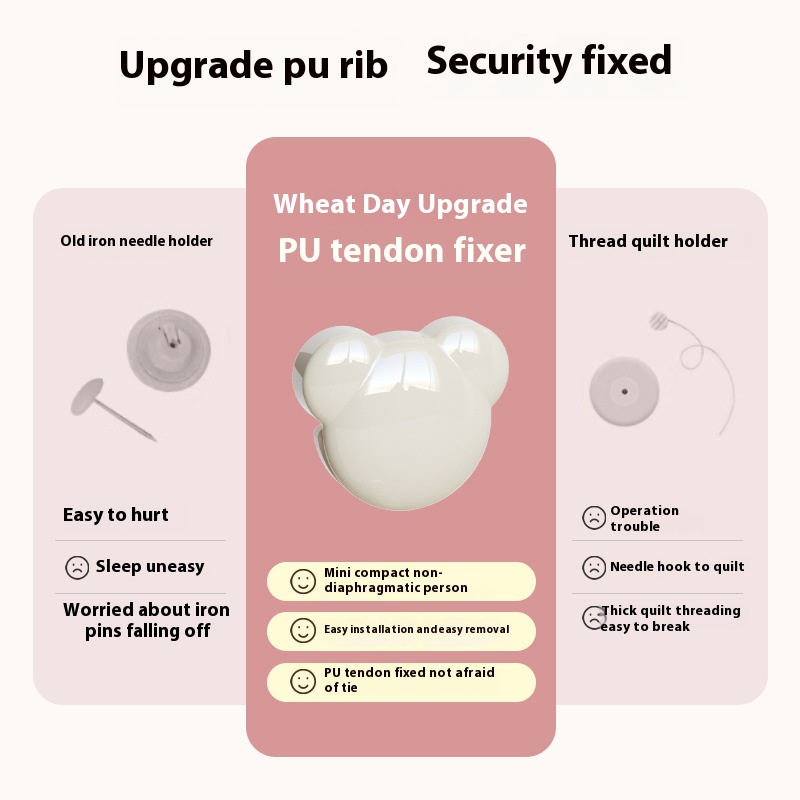 Upgrade pu rib Security fixed
Old iron needle holder
Easy to hurt
Sleep uneasy
Worried about iron
pins falling off
Wheat Day Upgrade
PU tendon fixer
Mini compact non-
diaphragmatic person
Easy installation and easy removal
PU tendon fixed not afraid
of tie
Thread quilt holder
Operation
trouble
Needle hook to quilt
Thick quilt threading
easy to break